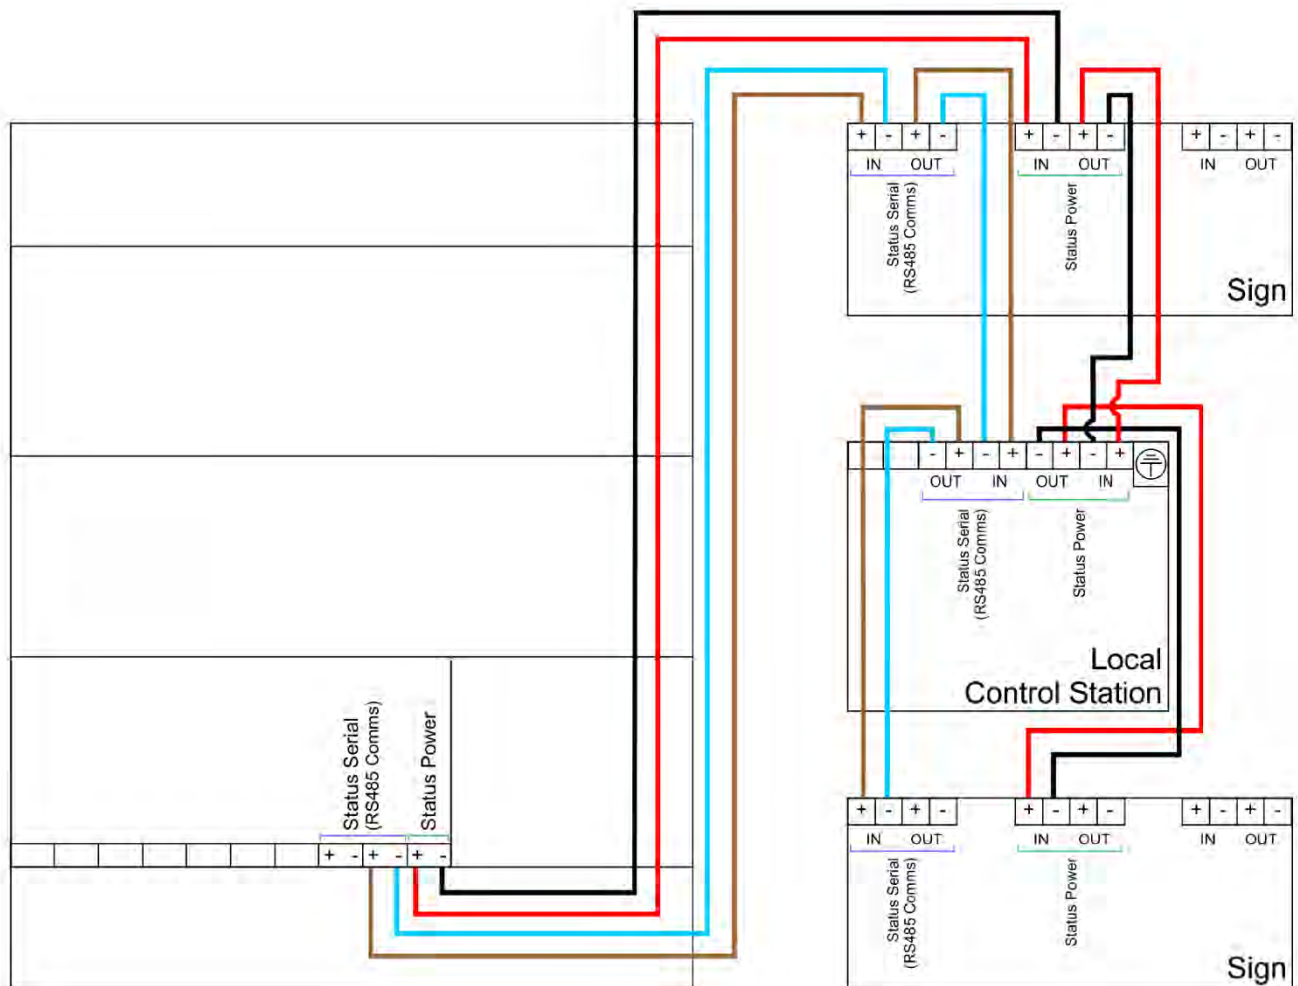 + - + -
IN OUT
Status Serial
(RS485 Comms)
+ - + -
IN OUT
Status Power
+ - + -
IN OUT
Sign
- + - + - + - +
OUT IN OUT IN
Status Serial
(RS485 Comms)
Status Power
Local
Control Station
Status Serial
(RS485 Comms)
Status Power
+ - + - + -
+ - + -
IN OUT
Status Serial
(RS485 Comms)
+ - + -
IN OUT
Status Power
+ - + -
IN OUT
Sign